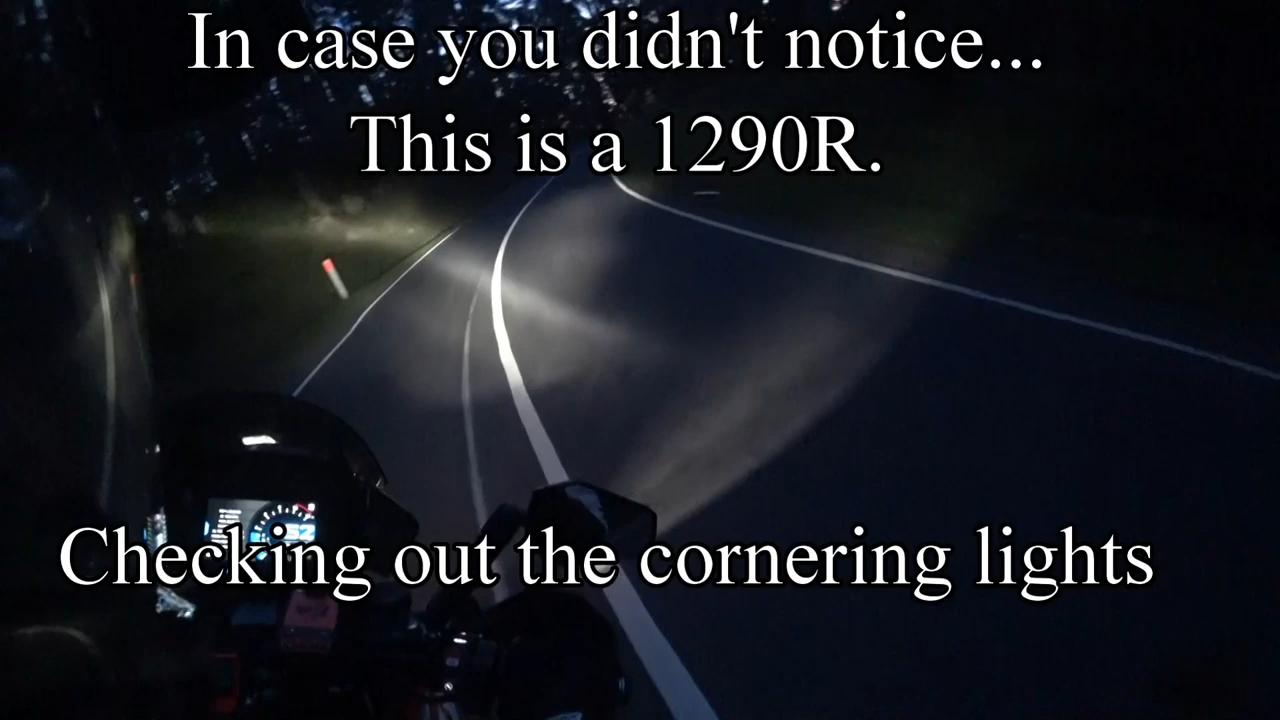 In case you didn't notice...
This is a 1290R.
Checking out the cornering lights